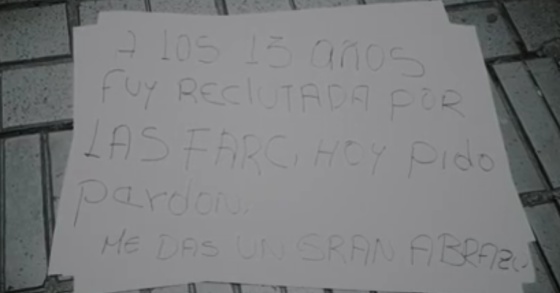 A LOS 13 años
FUY RECLUTADA POR
LAS FARC, HOY pido
pardon.
ME DAS UN GRAN ABRAZO